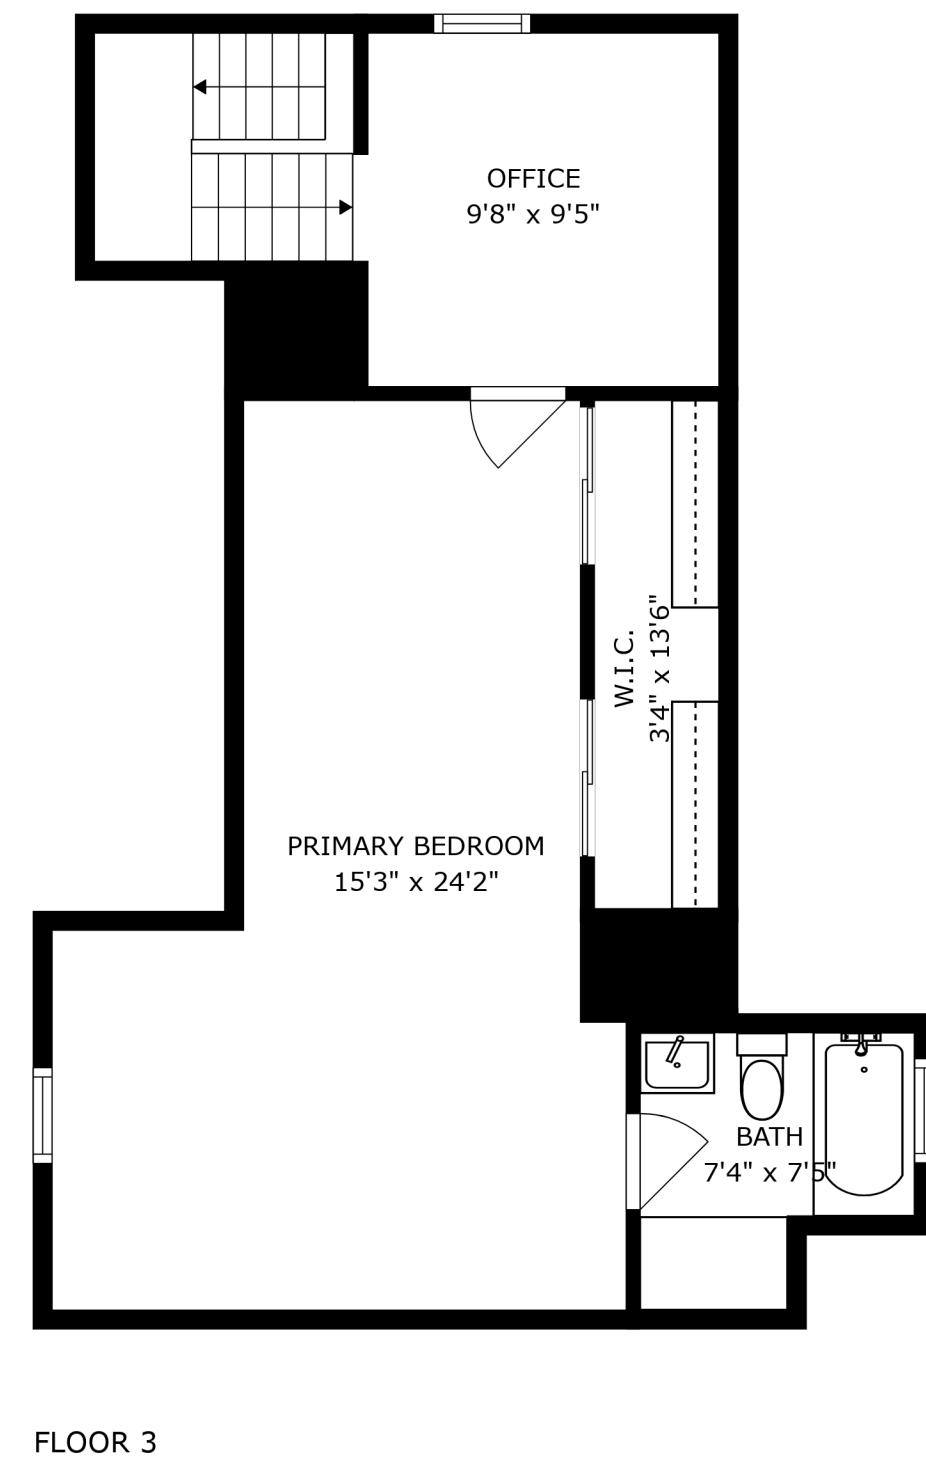 OFFICE
9'8" x 9'5"
W.I.C.
3'4" x 13'6"
PRIMARY BEDROOM
15'3" x 24'2"
BATH
7'4" x 7'5"
FLOOR 3